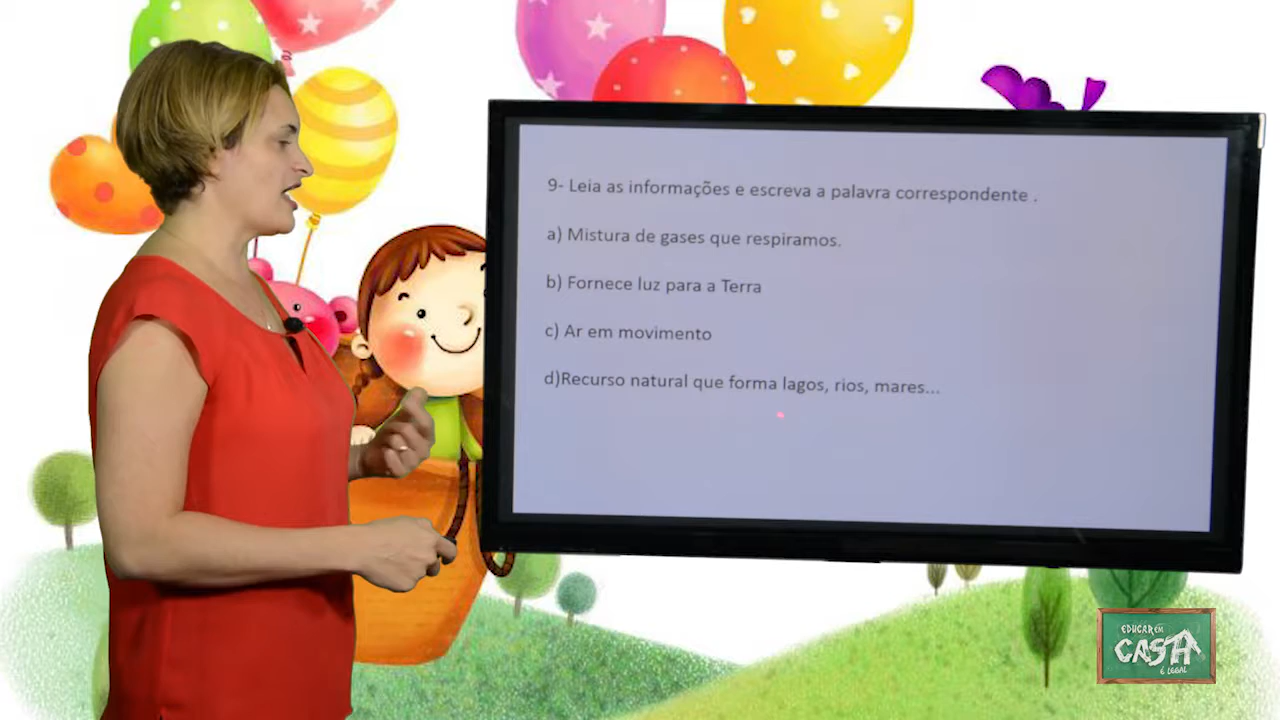 9- Leia as informações e escreva a palavra correspondente .
a) Mistura de gases que respiramos.
b) Fornece luz para a Terra
c) Ar em movimento
d)Recurso natural que forma lagos, rios, mares...
EDUCAR EM
CASA
É LEGAL